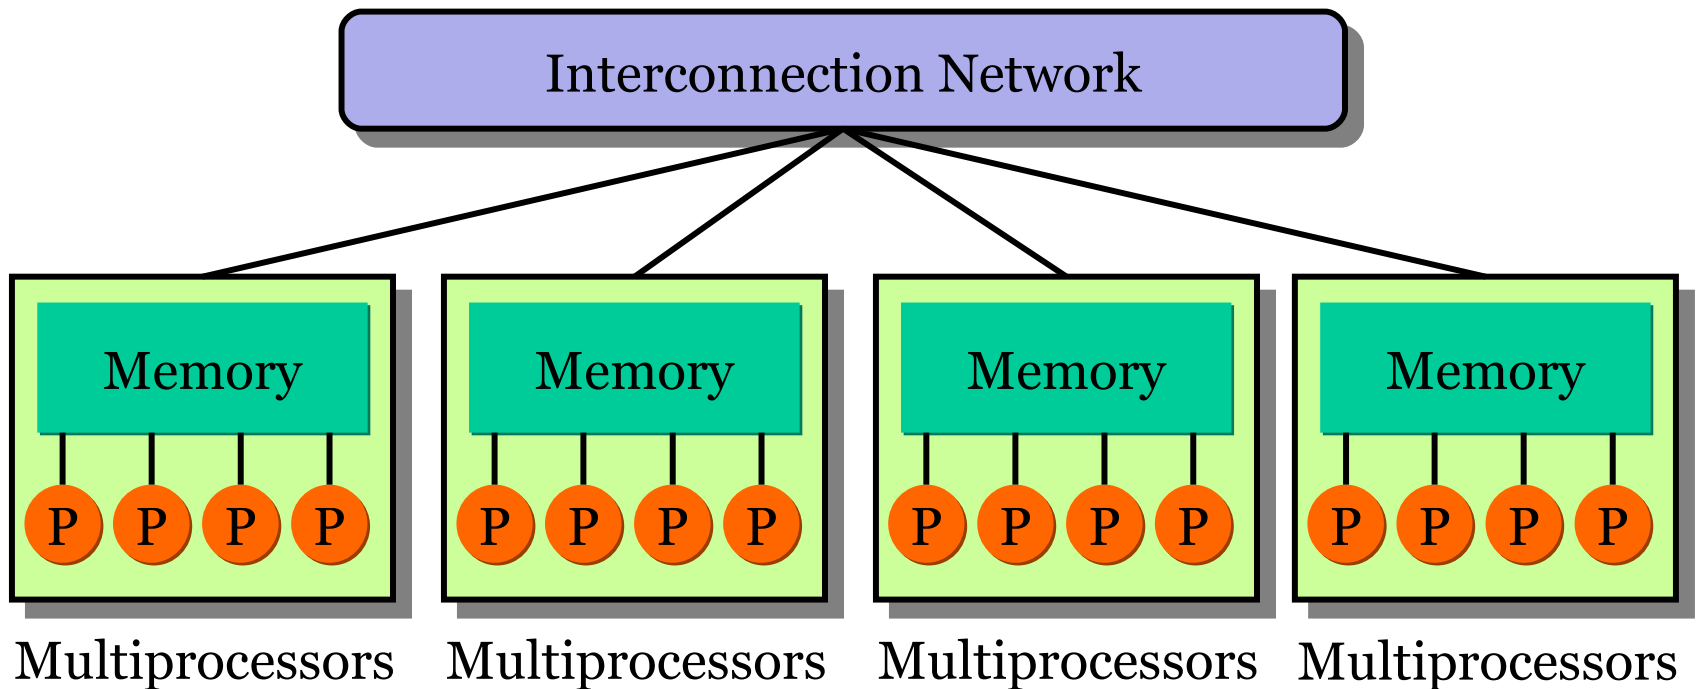 Interconnection Network
Memory Memory Memory Memory
P P P P P P P P P P P P P P P P
Multiprocessors Multiprocessors Multiprocessors Multiprocessors